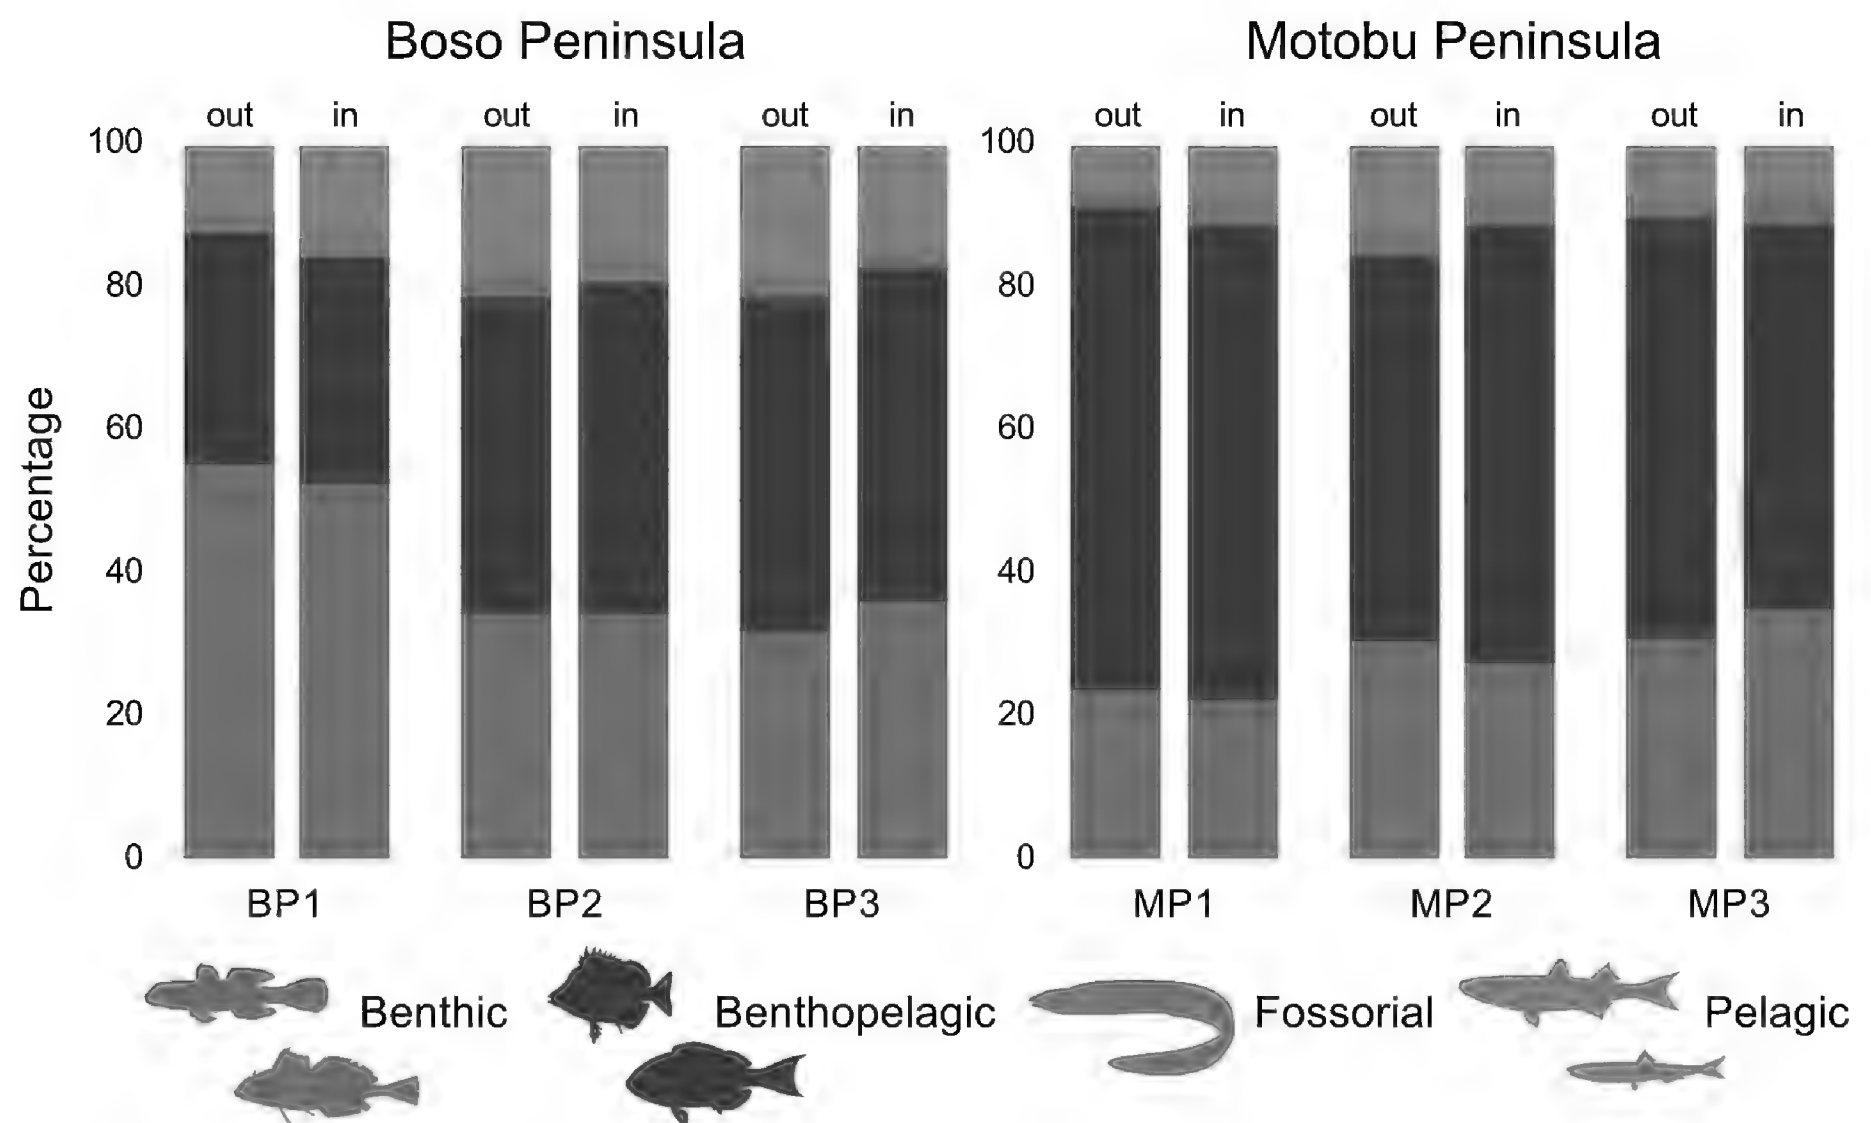 Boso Peninsula
Motobu Peninsula
out in out in out in
out in out in out in
100
80
60
40
20
0
100
80
60
40
20
0
Percentage
BP1 BP2 BP3
MP1 MP2 MP3
Benthic Benthopelagic Fossorial Pelagic